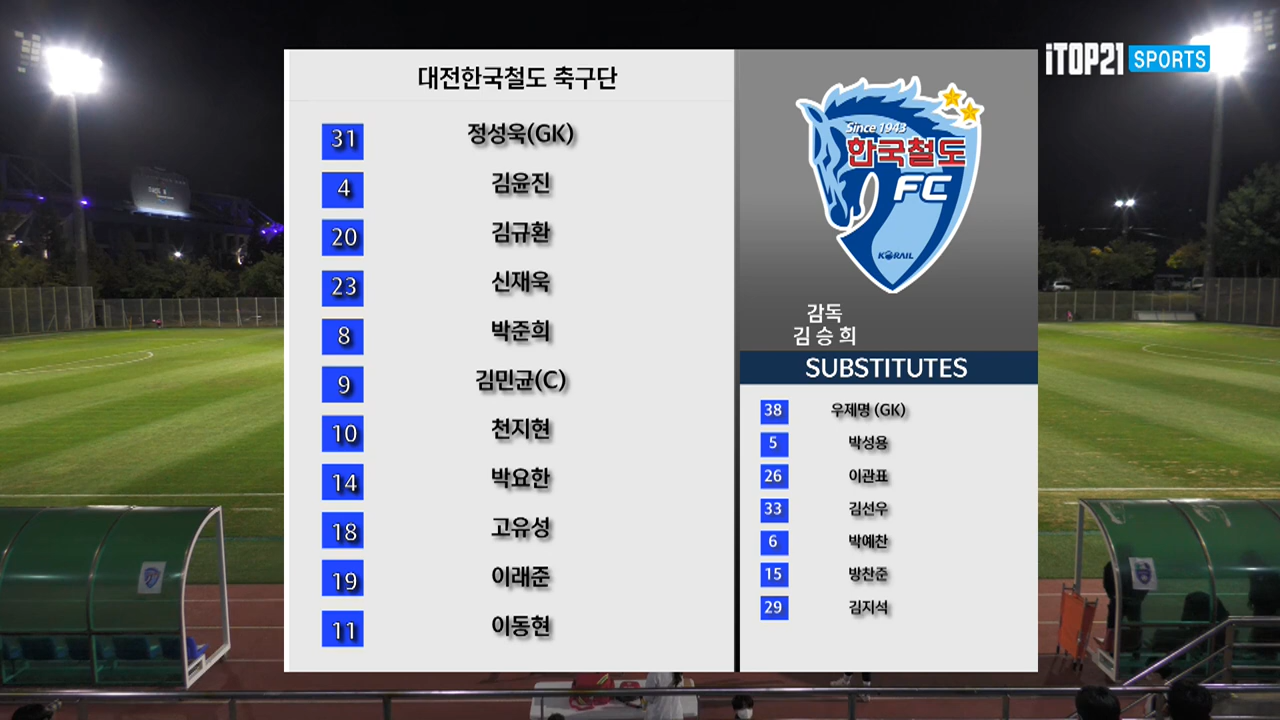 iTOP21 SPORTS
대전한국철도 축구단
31 정성욱(GK)
4 김윤진
20 김규환
23 신재욱
8 박준희
9 김민균(C)
10 천지현
14 박요한
18 고유성
19 이래준
11 이동현
Since 1943
한국철도
FC
KORAIL
감독
김승희
SUBSTITUTES
38 우제명 (GK)
5 박성용
26 이관표
33 김선우
6 박예찬
15 방찬준
29 김지석